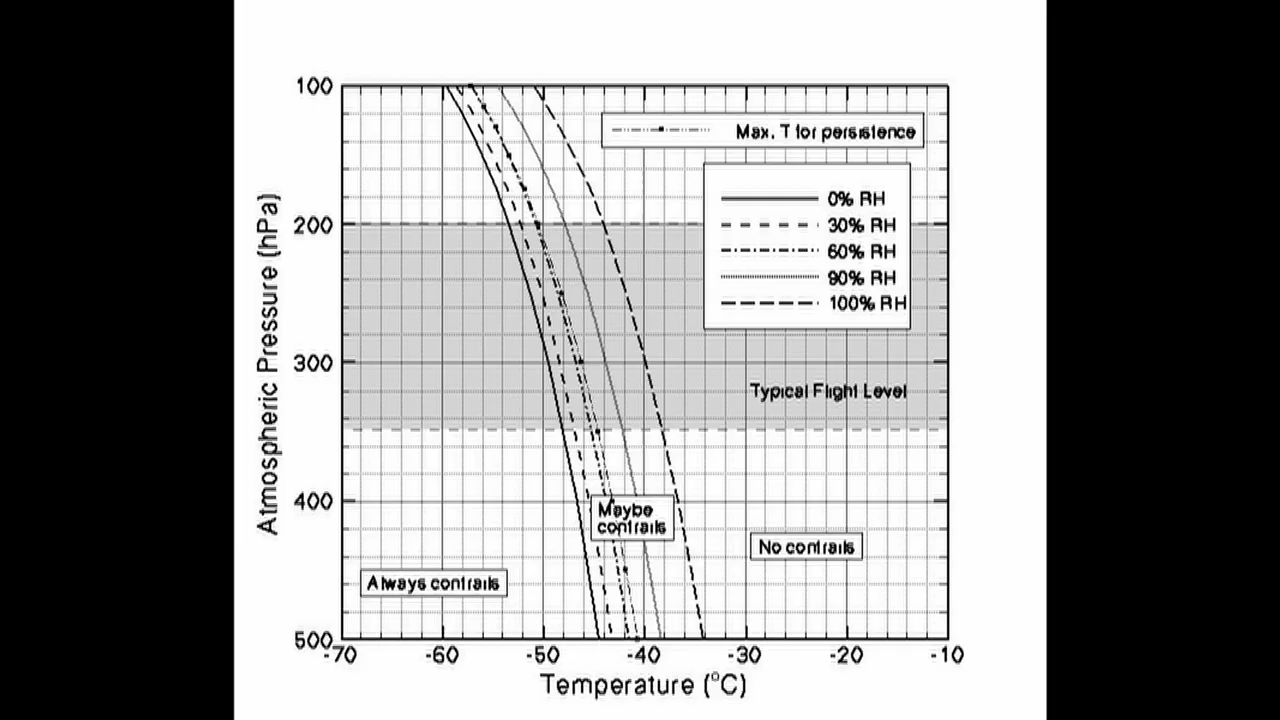 100
200
300
400
500
Atmospheric Pressure (hPa)
Max. T for persistence
0% RH
30% RH
60% RH
90% RH
100% RH
Typical Flight Level
Maybe
contrails
No contrails
Always contrails
-70 -60 -50 -40 -30 -20 -10
Temperature (°C)